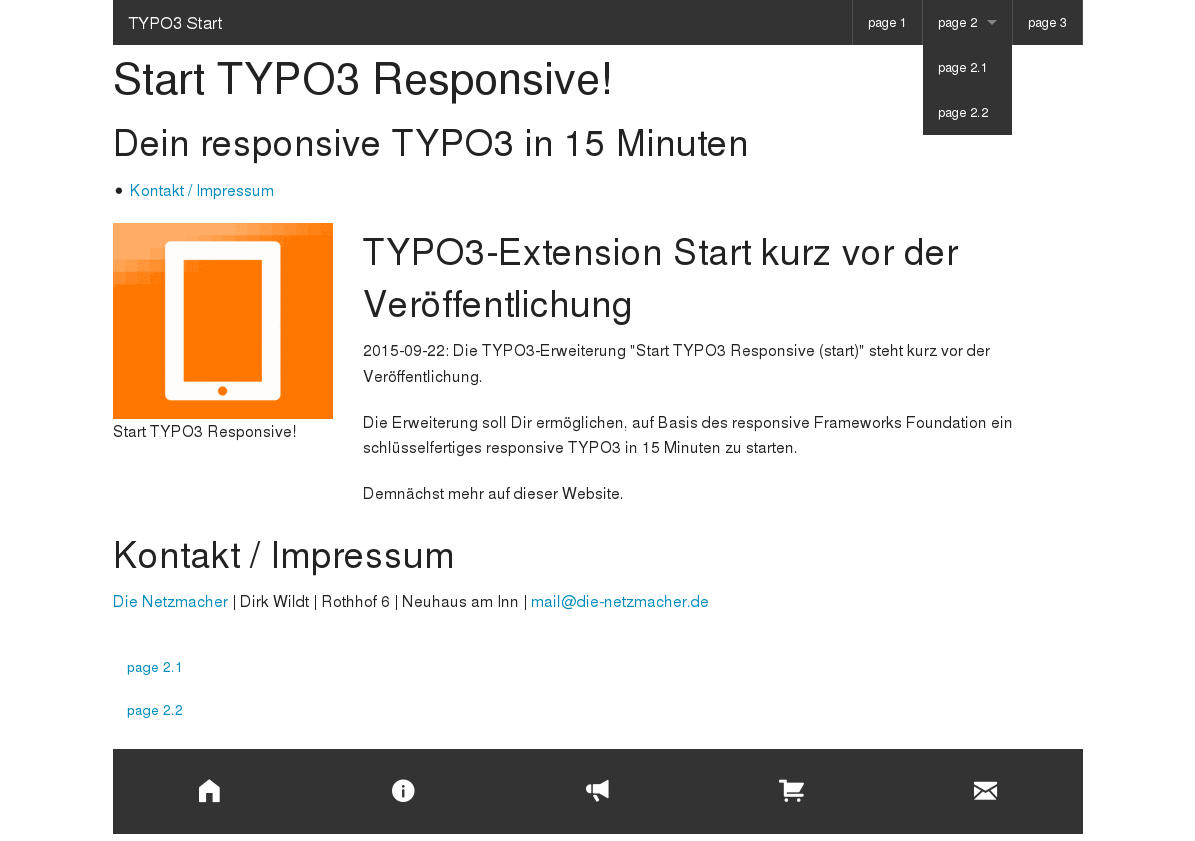 TYPO3 Start
page 1
page 2
page 3
page 2.1
page 2.2
Start TYPO3 Responsive!
Dein responsive TYPO3 in 15 Minuten
Kontakt / Impressum
TYPO3-Extension Start kurz vor der
Veröffentlichung
2015-09-22: Die TYPO3-Erweiterung "Start TYPO3 Responsive (start)" steht kurz vor der
Veröffentlichung.
Die Erweiterung soll Dir ermöglichen, auf Basis des responsive Frameworks Foundation ein
schlüsselfertiges responsive TYPO3 in 15 Minuten zu starten.
Demnächst mehr auf dieser Website.
Start TYPO3 Responsive!
Kontakt / Impressum
Die Netzmacher | Dirk Wildt | Rothhof 6 | Neuhaus am Inn | mail@die-netzmacher.de
page 2.1
page 2.2